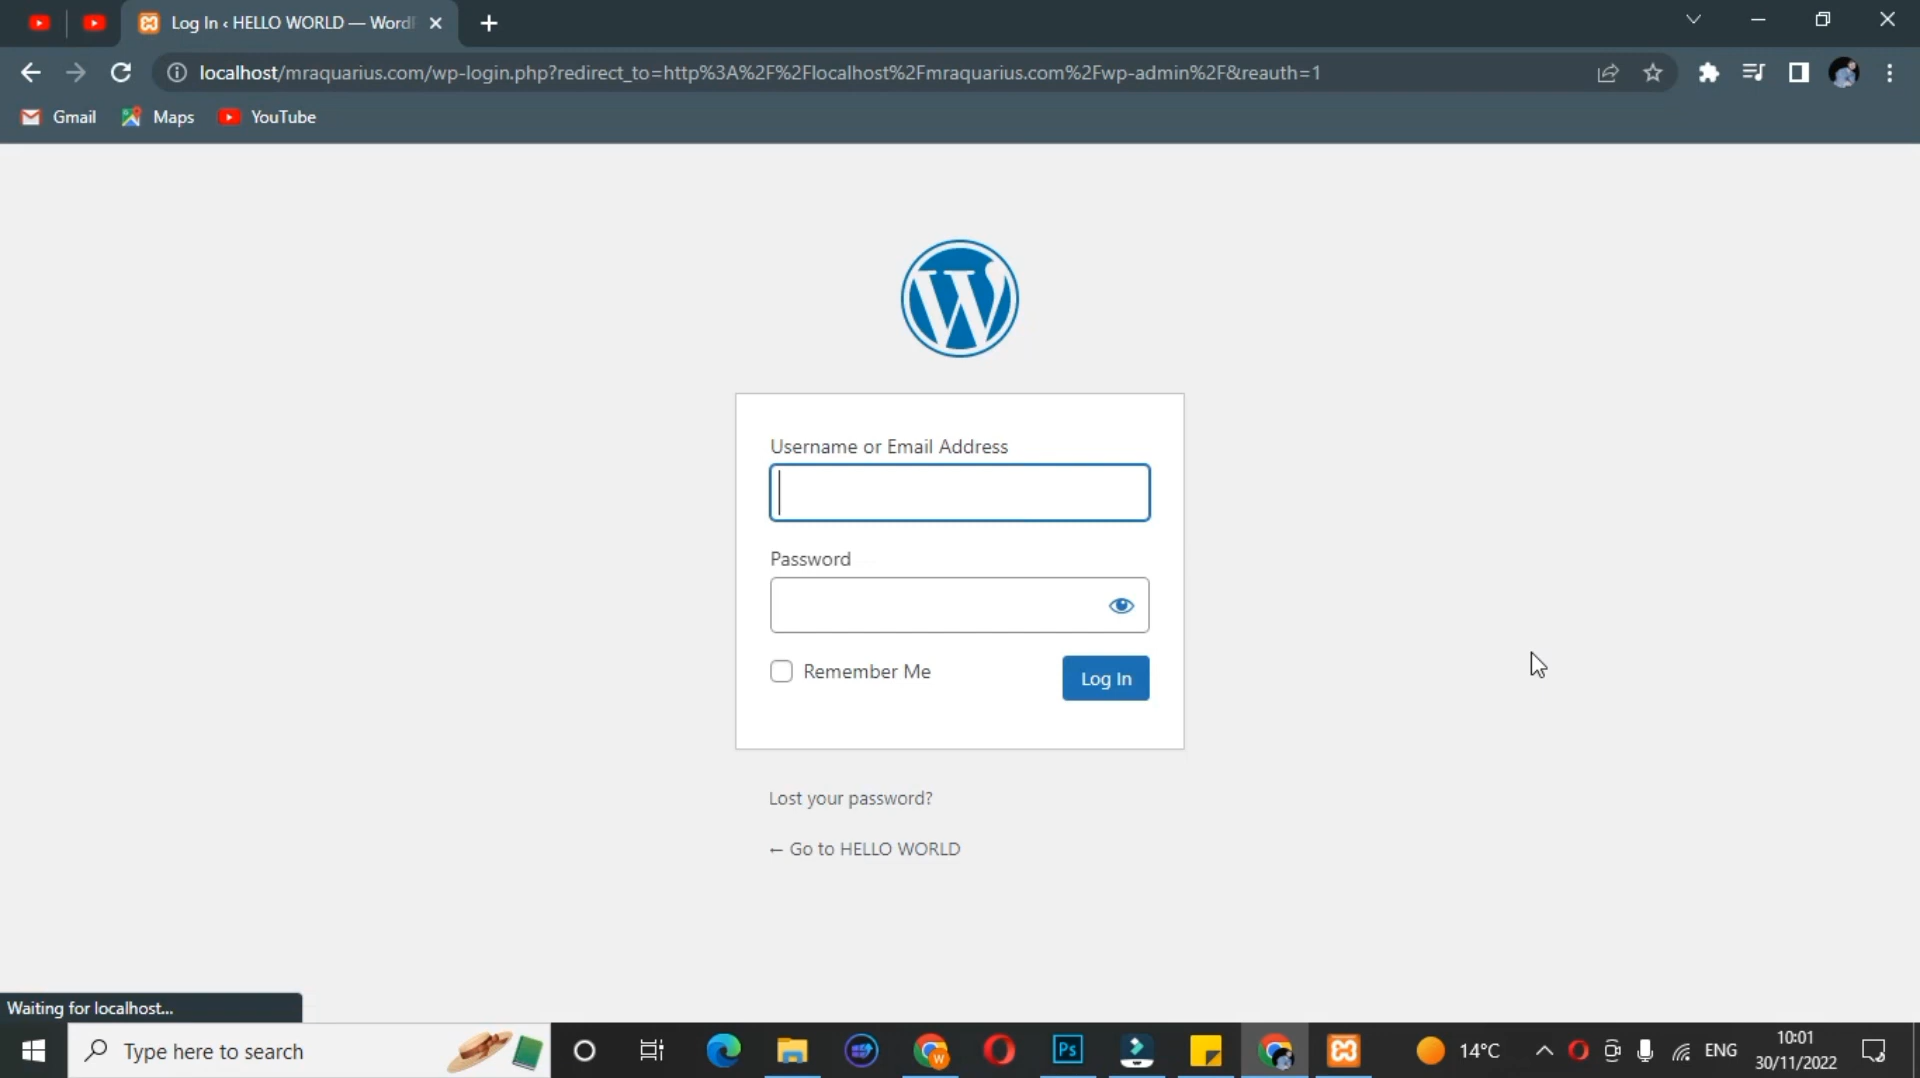 Log In ‹ HELLO WORLD — Word
localhost/mraquarius.com/wp-login.php?redirect_to=http%3A%2F%2Flocalhost%2Fmraquarius.com%2Fwp-admin%2F&reauth=1
Gmail Maps YouTube
W
Username or Email Address
Password
Remember Me Log In
Lost your password?
← Go to HELLO WORLD
Waiting for localhost...
Type here to search Ps W 14°C ENG 10:01
30/11/2022